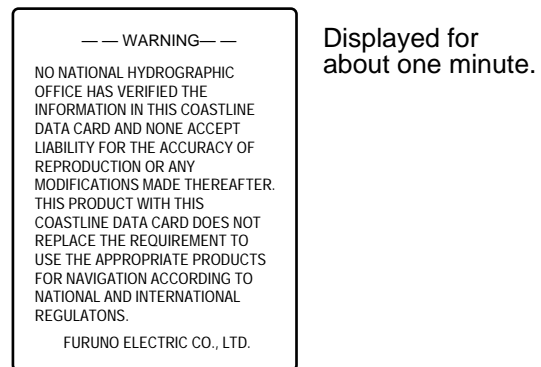 — — WARNING— —
NO NATIONAL HYDROGRAPHIC
OFFICE HAS VERIFIED THE
INFORMATION IN THIS COASTLINE
DATA CARD AND NONE ACCEPT
LIABILITY FOR THE ACCURACY OF
REPRODUCTION OR ANY
MODIFICATIONS MADE THEREAFTER.
THIS PRODUCT WITH THIS
COASTLINE DATA CARD DOES NOT
REPLACE THE REQUIREMENT TO
USE THE APPROPRIATE PRODUCTS
FOR NAVIGATION ACCORDING TO
NATIONAL AND INTERNATIONAL
REGULATONS.
FURUNO ELECTRIC CO., LTD.
Displayed for
about one minute.